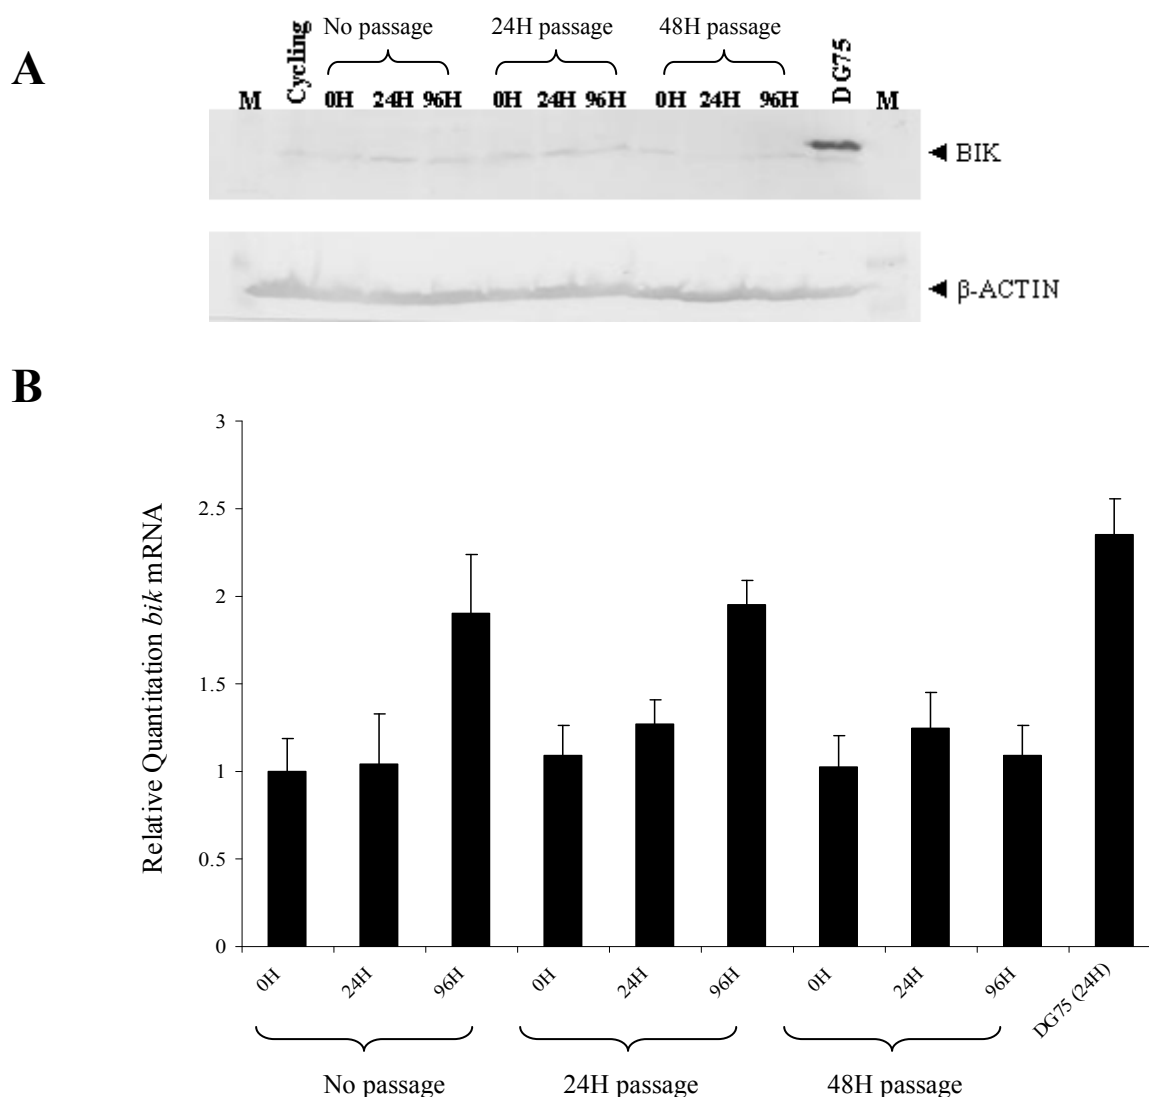 A
No passage 24H passage 48H passage
M Cycling 0H 24H 96H 0H 24H 96H 0H 24H 96H DG75 M
BIK
β-ACTIN
B
Relative Quantitation bik mRNA
3
2.5
2
1.5
1
0.5
0
0H 24H 96H 0H 24H 96H 0H 24H 96H DG75 (24H)
No passage 24H passage 48H passage